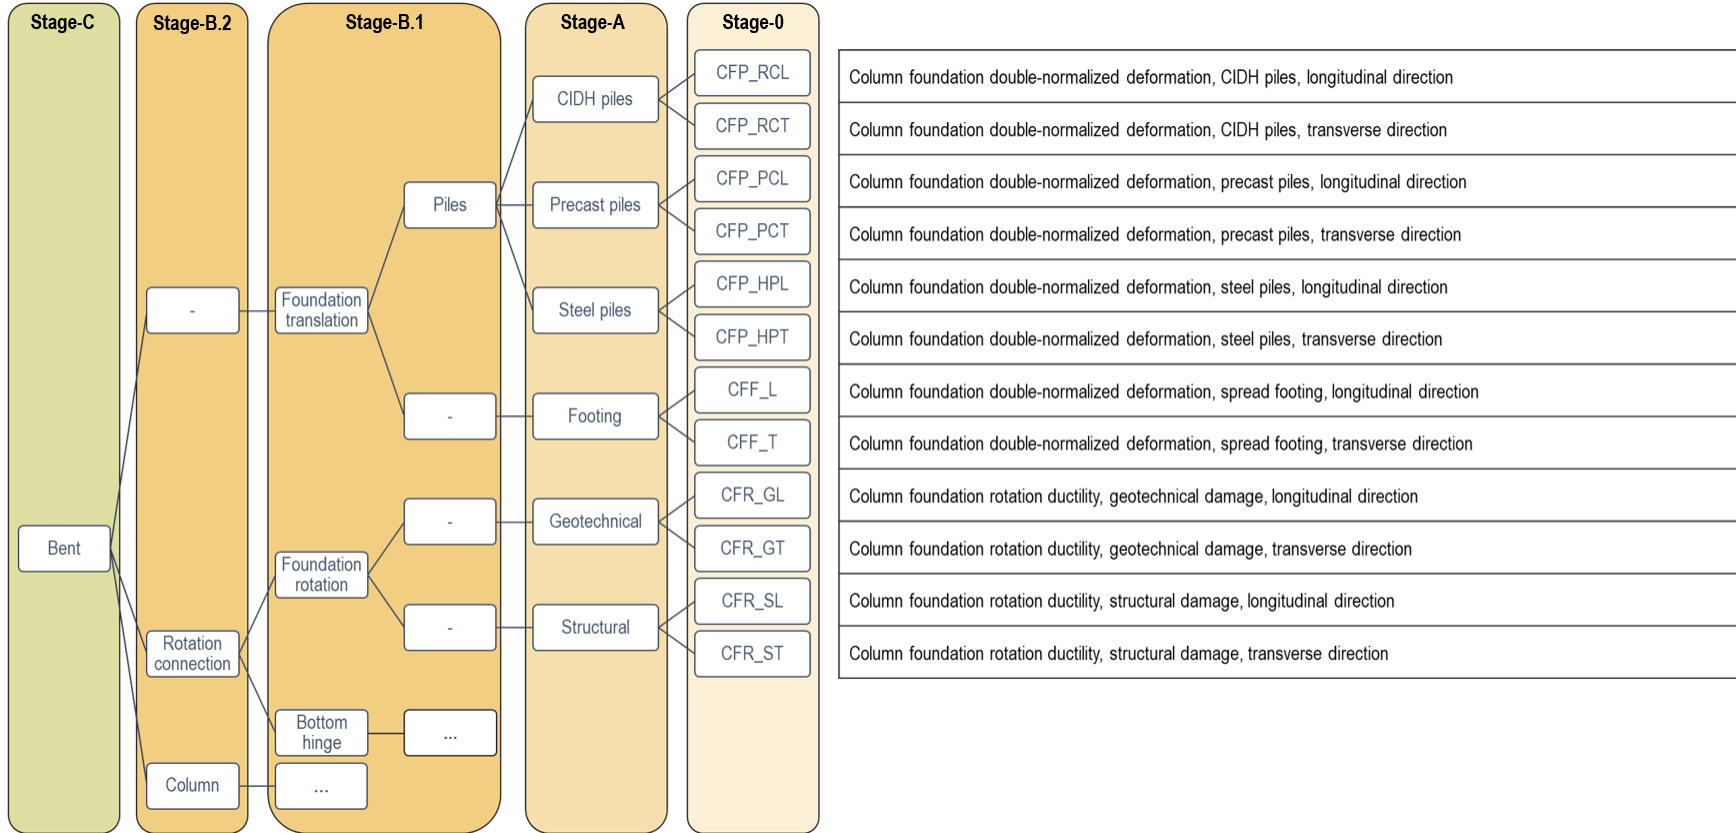 Stage-C
Stage-B.2
Stage-B.1
Stage-A
Stage-0
CFP_RCL
Column foundation double-normalized deformation, CIDH piles, longitudinal direction
CIDH piles
CFP_RCT
Column foundation double-normalized deformation, CIDH piles, transverse direction
CFP_PCL
Column foundation double-normalized deformation, precast piles, longitudinal direction
Piles
Precast piles
CFP_PCT
Column foundation double-normalized deformation, precast piles, transverse direction
CFP_HPL
Column foundation double-normalized deformation, steel piles, longitudinal direction
-
Foundation
translation
Steel piles
CFP_HPT
Column foundation double-normalized deformation, steel piles, transverse direction
CFF_L
Column foundation double-normalized deformation, spread footing, longitudinal direction
-
Footing
CFF_T
Column foundation double-normalized deformation, spread footing, transverse direction
CFR_GL
Column foundation rotation ductility, geotechnical damage, longitudinal direction
-
Geotechnical
Bent
CFR_GT
Column foundation rotation ductility, geotechnical damage, transverse direction
Foundation
rotation
CFR_SL
Column foundation rotation ductility, structural damage, longitudinal direction
-
Structural
Rotation
connection
CFR_ST
Column foundation rotation ductility, structural damage, transverse direction
Bottom
hinge
...
Column
...